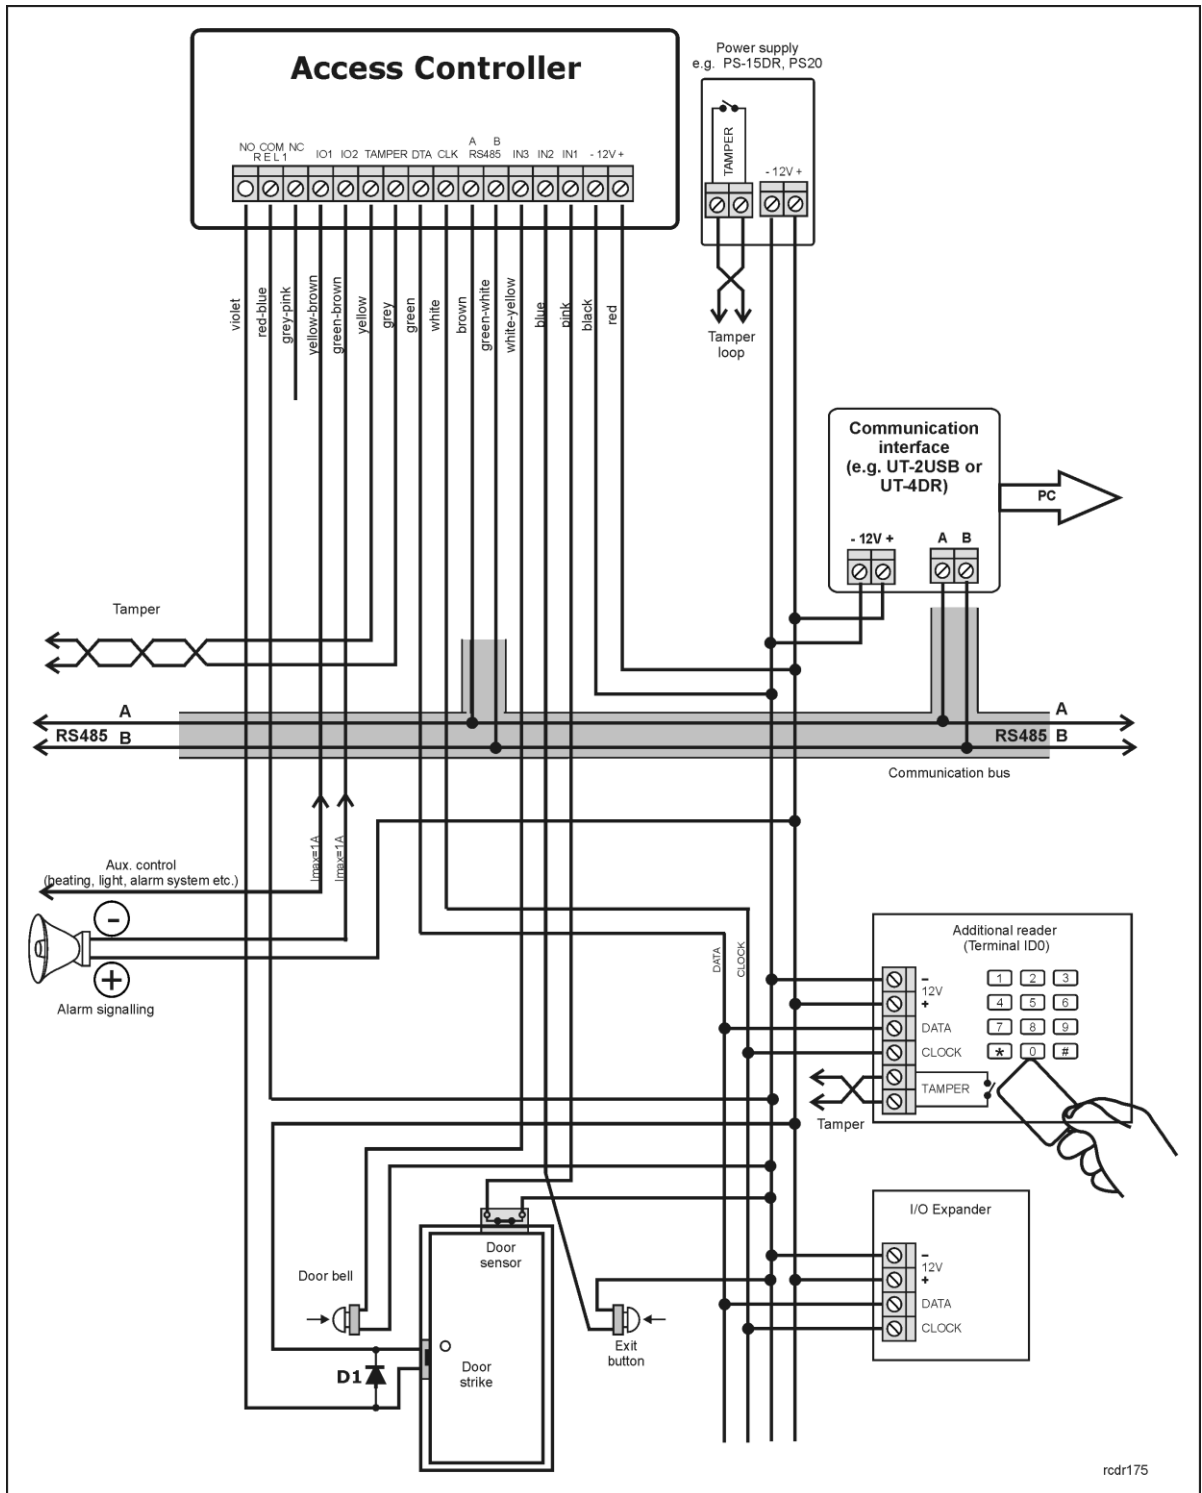 Access Controller
Power supply
e.g. PS-15DR, PS20
TAMPER
- 12V +
NO COM NC
REL1
IO1 IO2 TAMPER DTA CLK
A B
RS485
IN3 IN2 IN1 - 12V +
violet
red-blue
grey-pink
yellow-brown
green-brown
yellow
grey
green
white
brown
green-white
white-yellow
blue
pink
black
red
Tamper
loop
Communication
interface
(e.g. UT-2USB or
UT-4DR)
PC
- 12V +
A B
Tamper
A
RS485 B
A
RS485 B
Communication bus
Imax=1A
Imax=1A
Aux. control
(heating, light, alarm system etc.)
-
+
Alarm signalling
DATA
CLOCK
Additional reader
(Terminal ID0)
-
12V
+
DATA
CLOCK
TAMPER
1 2 3
4 5 6
7 8 9
* 0 #
Tamper
I/O Expander
-
12V
+
DATA
CLOCK
Door
sensor
Door bell
Exit
button
D1
Door
strike
rcdr175